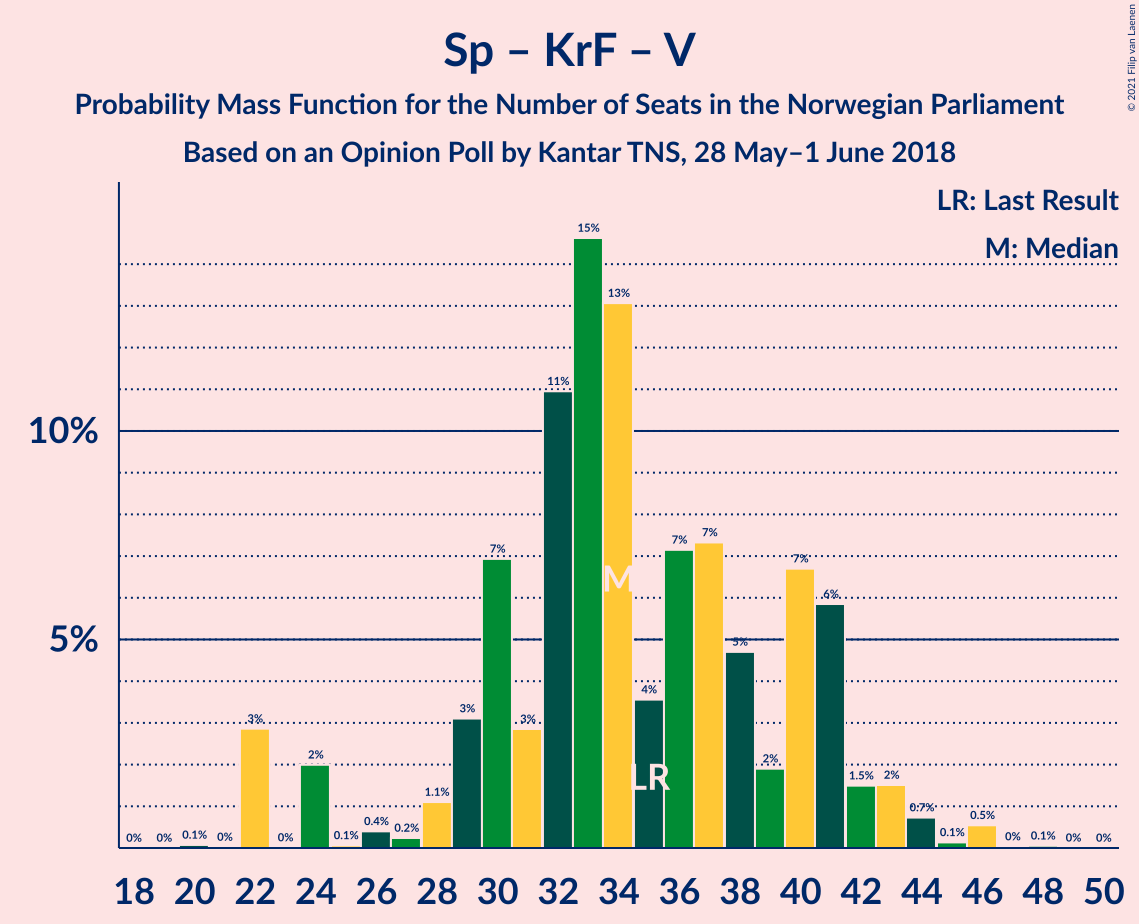 © 2021 Filip van Laenen
Sp – KrF – V
Probability Mass Function for the Number of Seats in the Norwegian Parliament
Based on an Opinion Poll by Kantar TNS, 28 May–1 June 2018
LR: Last Result
M: Median
10%
5%
0% 0% 0.1% 0% 3% 0% 2% 0.1% 0.4% 0.2% 1.1% 3% 7% 3% 11% 15% 13% 4% 7% 7% 5% 2% 7% 6% 1.5% 2% 0.7% 0.1% 0.5% 0% 0.1% 0% 0%
M
LR
18 20 22 24 26 28 30 32 34 36 38 40 42 44 46 48 50